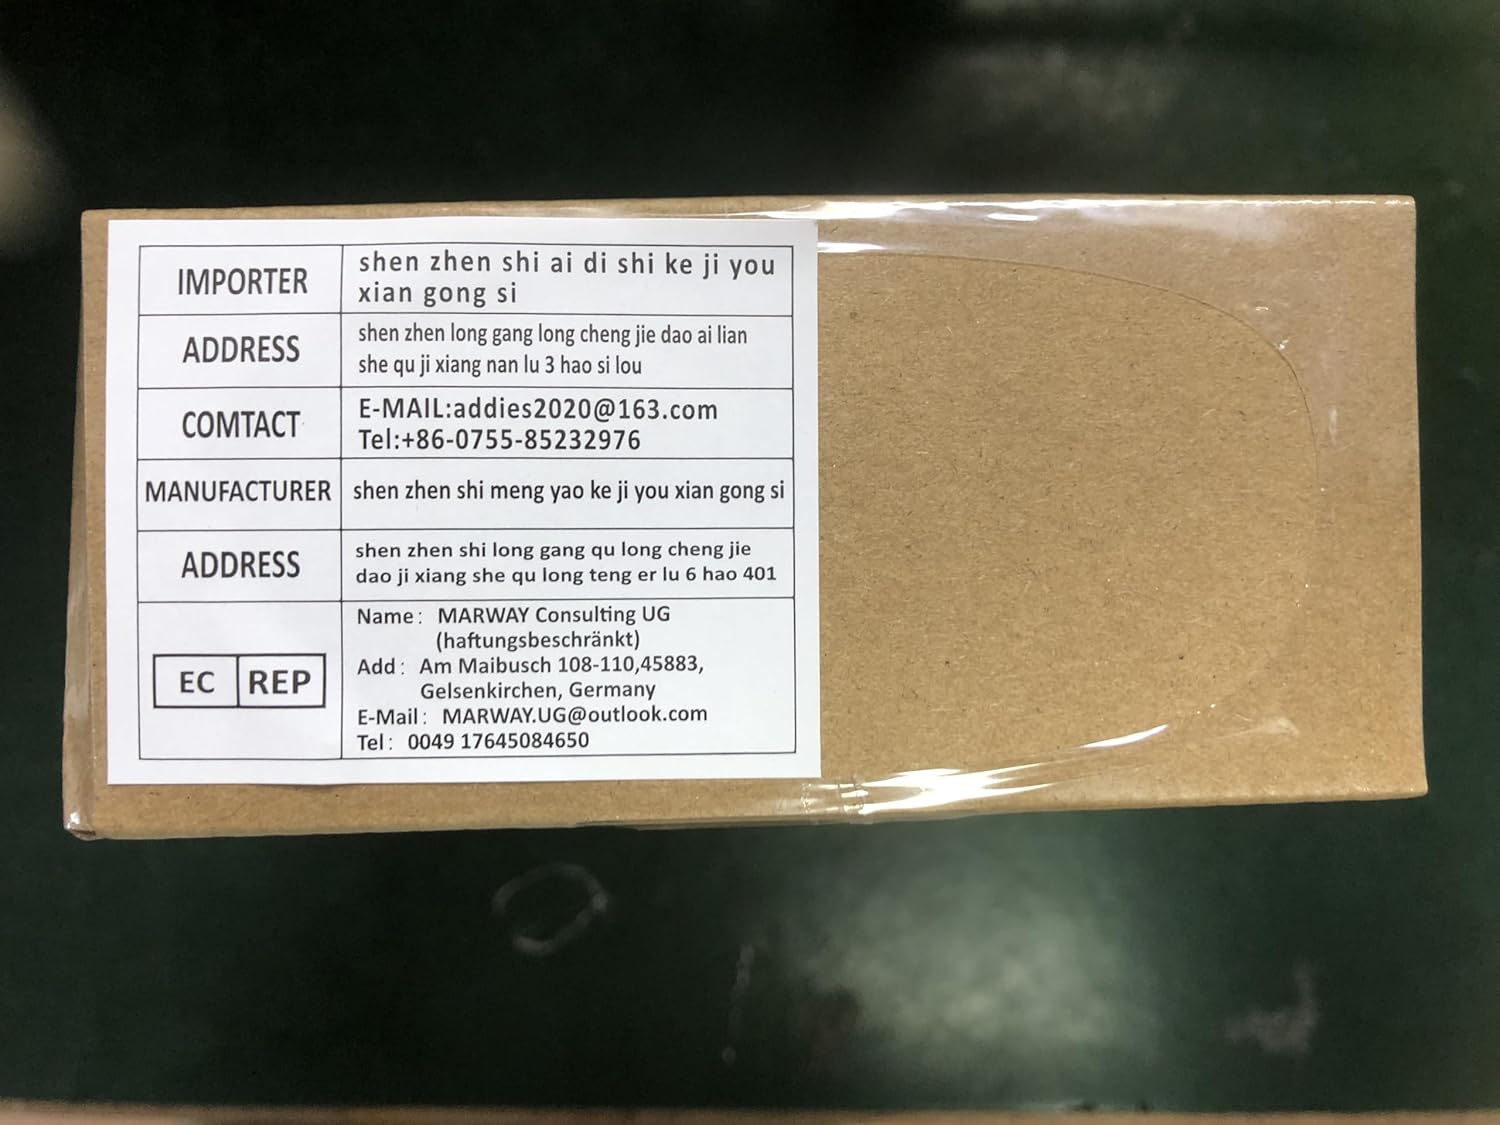 IMPORTER
shen zhen shi ai di shi ke ji you
xian gong si
ADDRESS
shen zhen long gang long cheng jie dao ai lian
she qu ji xiang nan lu 3 hao si lou
COMTACT
E-MAIL:addies2020@163.com
Tel:+86-0755-85232976
MANUFACTURER
shen zhen shi meng yao ke ji you xian gong si
ADDRESS
shen zhen shi long gang qu long cheng jie
dao ji xiang she qu long teng er lu 6 hao 401
EC REP
Name: MARWAY Consulting UG
(haftungsbeschränkt)
Add: Am Maibusch 108-110,45883,
Gelsenkirchen, Germany
E-Mail: MARWAY.UG@outlook.com
Tel: 0049 17645084650